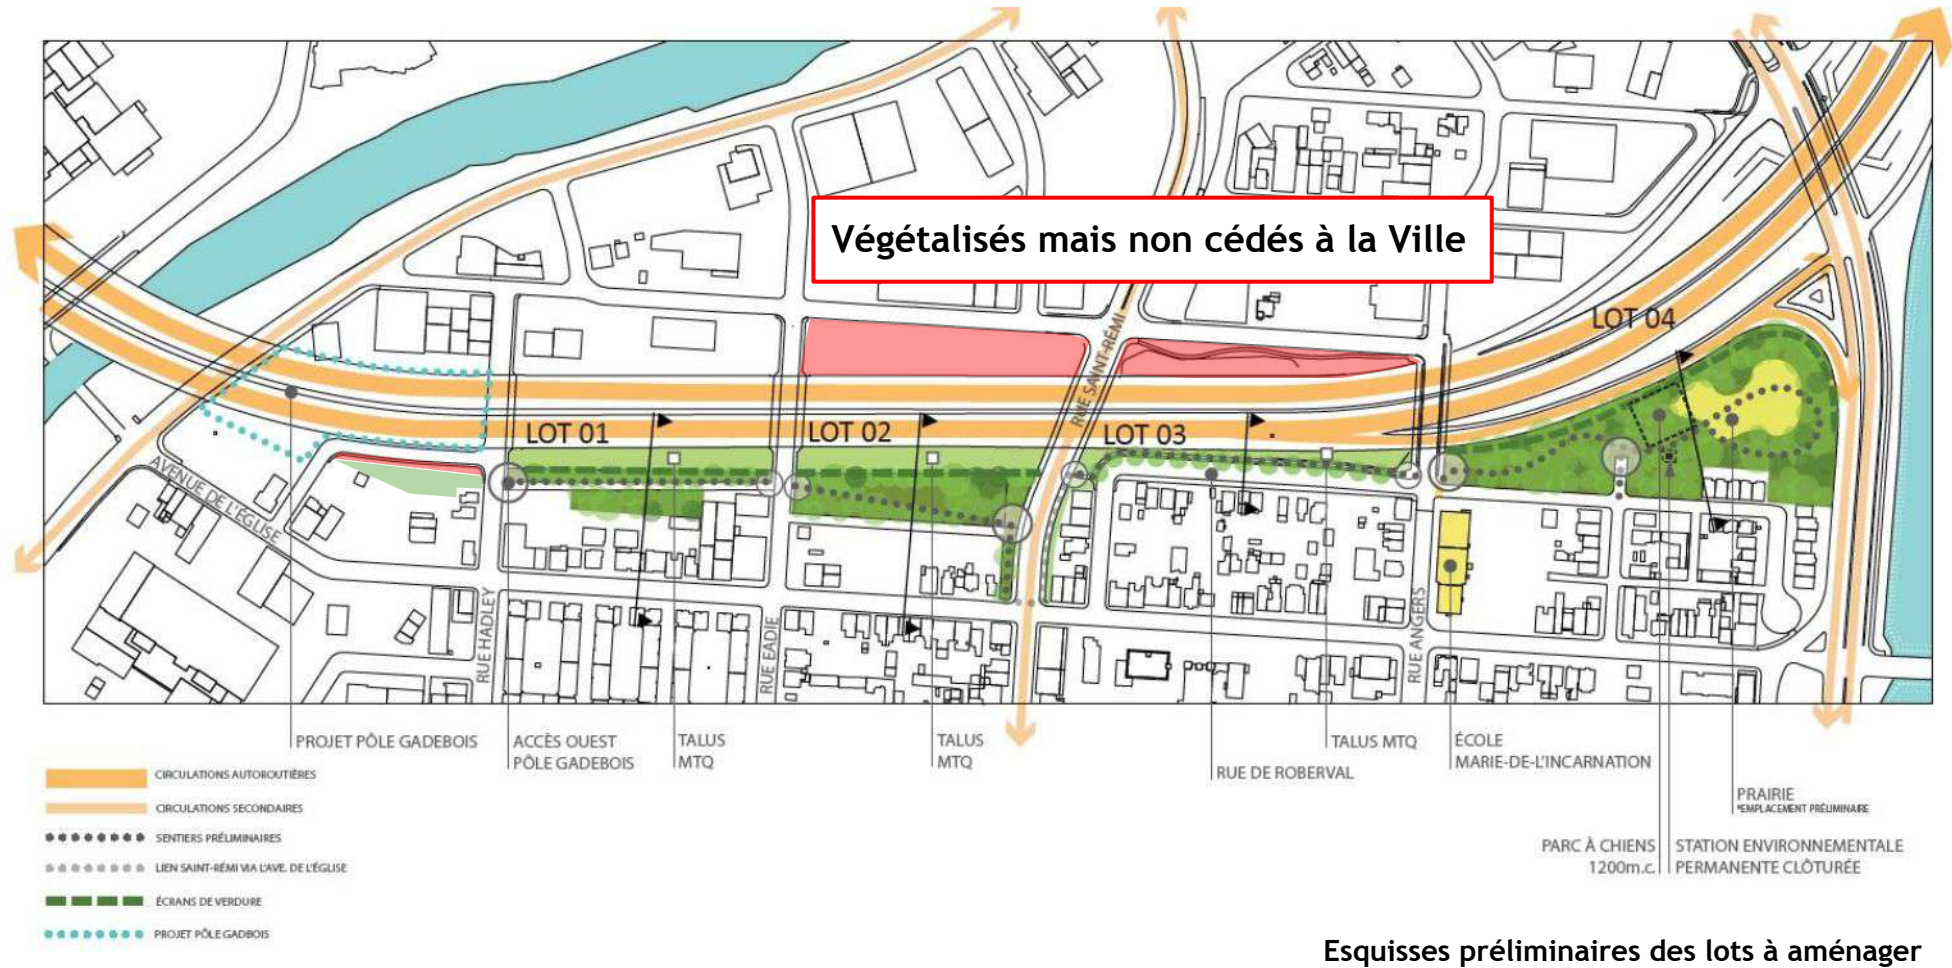 Végétalisés mais non cédés à la Ville
LOT 04
RUE SAINT-RÉMI
LOT 01
LOT 02
LOT 03
AVENUE DE L'ÉGLISE
RUE HADLEY
RUE EADIE
RUE ANGERS
PROJET PÔLE GADEBOIS
ACCÈS OUEST
PÔLE GADEBOIS
TALUS
MTQ
TALUS
MTQ
RUE DE ROBERVAL
TALUS MTQ
ÉCOLE
MARIE-DE-L'INCARNATION
PRAIRIE
*EMPLACEMENT PRÉLIMINAIRE
PARC À CHIENS
1200m.c.
STATION ENVIRONNEMENTALE
PERMANENTE CLÔTURÉE
CIRCULATIONS AUTOROUTIÈRES
CIRCULATIONS SECONDAIRES
SENTIERS PRÉLIMINAIRES
LIEN SAINT-RÉMI VIA L'AVE. DE L'ÉGLISE
ÉCRANS DE VERDURE
PROJET PÔLE GADBOIS
Esquisses préliminaires des lots à aménager